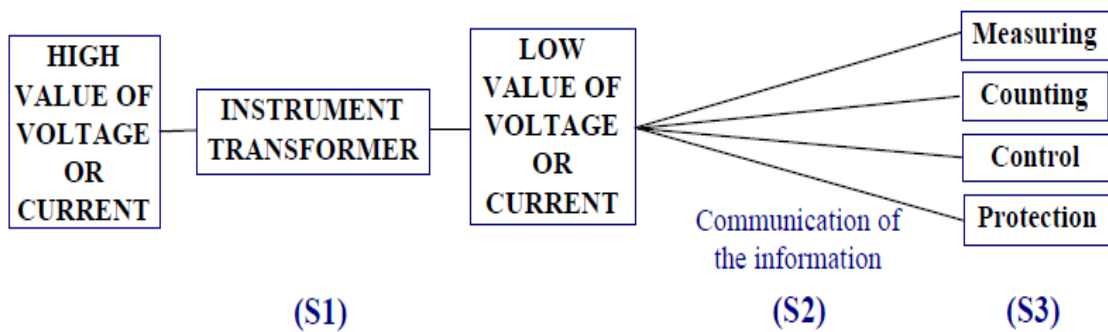 HIGH
VALUE OF
VOLTAGE
OR
CURRENT
INSTRUMENT
TRANSFORMER
LOW
VALUE OF
VOLTAGE
OR
CURRENT
Measuring
Counting
Control
Protection
Communication of
the information
(S1)
(S2)
(S3)